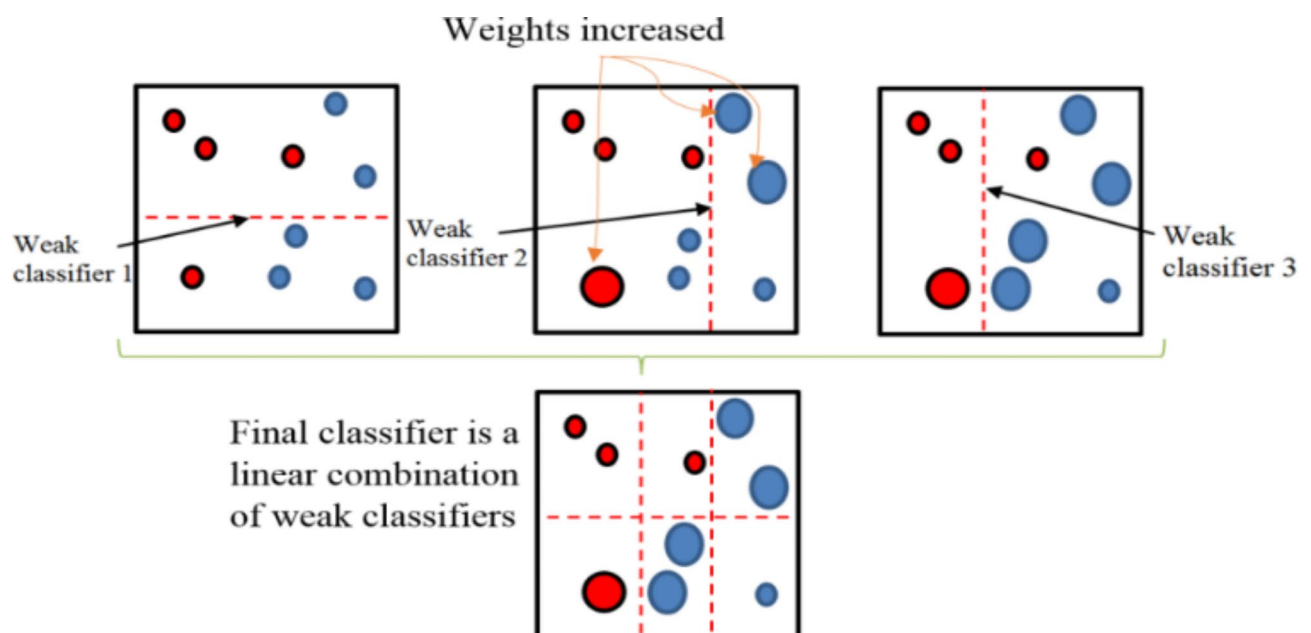 Weights increased
Weak
classifier 1
Weak
classifier 2
Weak
classifier 3
Final classifier is a
linear combination
of weak classifiers